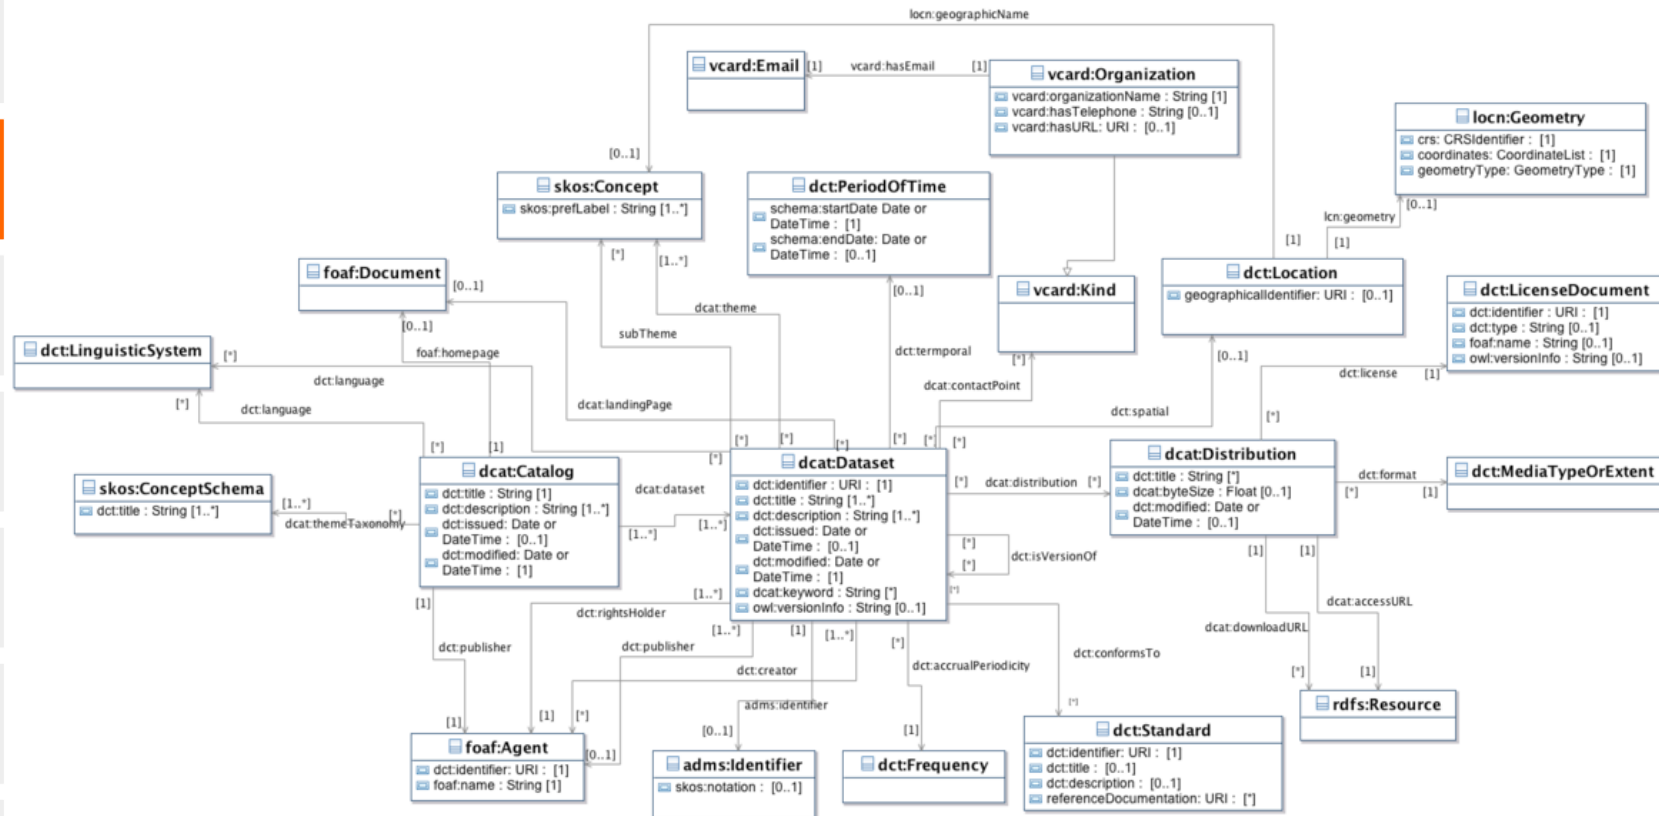 locn:geographicName
vcard:Email
[1]
vcard:hasEmail
[1]
vcard:Organization
vcard:organizationName : String [1]
vcard:hasTelephone : String [0..1]
vcard:hasURL: URI : [0..1]
locn:Geometry
crs: CRSIdentifier : [1]
coordinates: CoordinateList : [1]
geometryType: GeometryType : [1]
[0..1]
skos:Concept
skos:prefLabel : String [1..*]
dct:PeriodOfTime
schema:startDate Date or
DateTime : [1]
schema:endDate: Date or
DateTime : [0..1]
[0..1]
lcn:geometry
[1]
[1]
[*]
[1..*]
foaf:Document
[0..1]
[0..1]
vcard:Kind
[*]
dct:Location
geographicalIdentifier: URI : [0..1]
[0..1]
dct:LicenseDocument
dct:identifier : URI : [1]
dct:type : String [0..1]
foaf:name : String [0..1]
owl:versionInfo : String [0..1]
dcat:theme
subTheme
[0..1]
dct:LinguisticSystem
[*]
foaf:homepage
dct:termporal
dct:license
[1]
dct:language
dcat:contactPoint
[*]
dct:language
dcat:landingPage
dct:spatial
[*]
[*]
[1]
[*]
[*]
[*]
[*]
[*]
[*]
[*]
dcat:Catalog
dct:title : String [1]
dct:description : String [1..*]
dct:issued: Date or
DateTime : [0..1]
dct:modified: Date or
DateTime : [1]
dcat:Dataset
dct:identifier : URI : [1]
dct:title : String [1..*]
dct:description : String [1..*]
dct:issued: Date or
DateTime : [0..1]
dct:modified: Date or
DateTime : [1]
dcat:keyword : String [*]
owl:versionInfo : String [0..1]
dcat:Distribution
dct:title : String [*]
dcat:byteSize : Float [0..1]
dct:modified: Date or
DateTime : [0..1]
dct:format
[*]
[1]
dct:MediaTypeOrExtent
skos:ConceptSchema
dct:title : String [1..*]
[1..*]
[*]
dcat:themeTaxonomy
dcat:dataset
[1..*]
[1..*]
[*]
dcat:distribution
[*]
[*]
dct:isVersionOf
[*]
[*]
[1]
[1]
dcat:accessURL
dcat:downloadURL
[*]
[1]
rdfs:Resource
[1]
dct:rightsHolder
[1..*]
[1..*]
[1]
[1..*]
[*]
dct:publisher
dct:publisher
dct:creator
dct:accrualPeriodicity
dct:conformsTo
adms:identifier
[1]
[1]
[*]
[0..1]
[0..1]
[1]
[*]
foaf:Agent
dct:identifier: URI : [1]
foaf:name : String [1]
adms:Identifier
skos:notation : [0..1]
dct:Frequency
dct:Standard
dct:identifier: URI : [1]
dct:title : [0..1]
dct:description : [0..1]
referenceDocumentation: URI : [*]